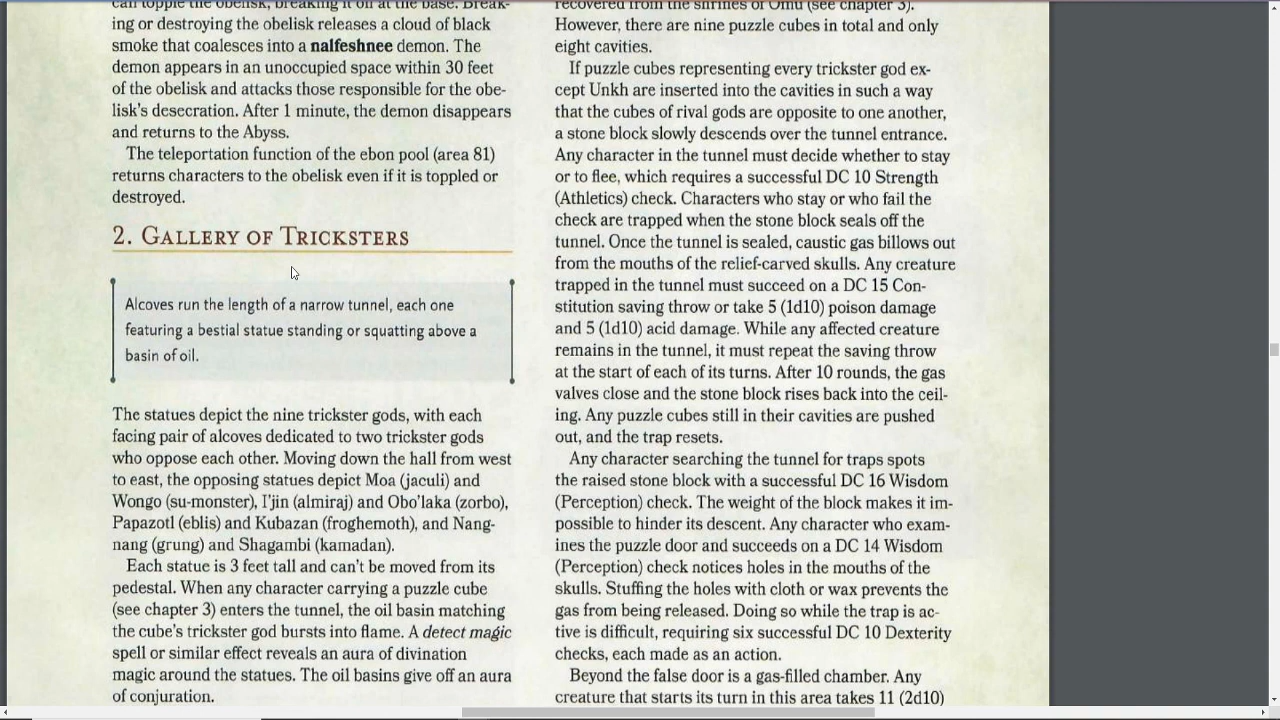 can topple the obelisk, breaking it off at the base. Break-
ing or destroying the obelisk releases a cloud of black
smoke that coalesces into a nalfeshnee demon. The
demon appears in an unoccupied space within 30 feet
of the obelisk and attacks those responsible for the obe-
lisk's desecration. After 1 minute, the demon disappears
and returns to the Abyss.
The teleportation function of the ebon pool (area 81)
returns characters to the obelisk even if it is toppled or
destroyed.
2. Gallery of Tricksters
Alcoves run the length of a narrow tunnel, each one
featuring a bestial statue standing or squatting above a
basin of oil.
The statues depict the nine trickster gods, with each
facing pair of alcoves dedicated to two trickster gods
who oppose each other. Moving down the hall from west
to east, the opposing statues depict Moa (jaculi) and
Wongo (su-monster), I'jin (almiraj) and Obo'laka (zorbo),
Papazotl (eblis) and Kubazan (froghemoth), and Nang-
nang (grung) and Shagambi (kamadan).
Each statue is 3 feet tall and can't be moved from its
pedestal. When any character carrying a puzzle cube
(see chapter 3) enters the tunnel, the oil basin matching
the cube's trickster god bursts into flame. A detect magic
spell or similar effect reveals an aura of divination
magic around the statues. The oil basins give off an aura
of conjuration.
recovered from the shrines of Omu (see chapter 3).
However, there are nine puzzle cubes in total and only
eight cavities.
If puzzle cubes representing every trickster god ex-
cept Unkh are inserted into the cavities in such a way
that the cubes of rival gods are opposite to one another,
a stone block slowly descends over the tunnel entrance.
Any character in the tunnel must decide whether to stay
or to flee, which requires a successful DC 10 Strength
(Athletics) check. Characters who stay or who fail the
check are trapped when the stone block seals off the
tunnel. Once the tunnel is sealed, caustic gas billows out
from the mouths of the relief-carved skulls. Any creature
trapped in the tunnel must succeed on a DC 15 Con-
stitution saving throw or take 5 (1d10) poison damage
and 5 (1d10) acid damage. While any affected creature
remains in the tunnel, it must repeat the saving throw
at the start of each of its turns. After 10 rounds, the gas
valves close and the stone block rises back into the ceil-
ing. Any puzzle cubes still in their cavities are pushed
out, and the trap resets.
Any character searching the tunnel for traps spots
the raised stone block with a successful DC 16 Wisdom
(Perception) check. The weight of the block makes it im-
possible to hinder its descent. Any character who exam-
ines the puzzle door and succeeds on a DC 14 Wisdom
(Perception) check notices holes in the mouths of the
skulls. Stuffing the holes with cloth or wax prevents the
gas from being released. Doing so while the trap is ac-
tive is difficult, requiring six successful DC 10 Dexterity
checks, each made as an action.
Beyond the false door is a gas-filled chamber. Any
creature that starts its turn in this area takes 11 (2d10)